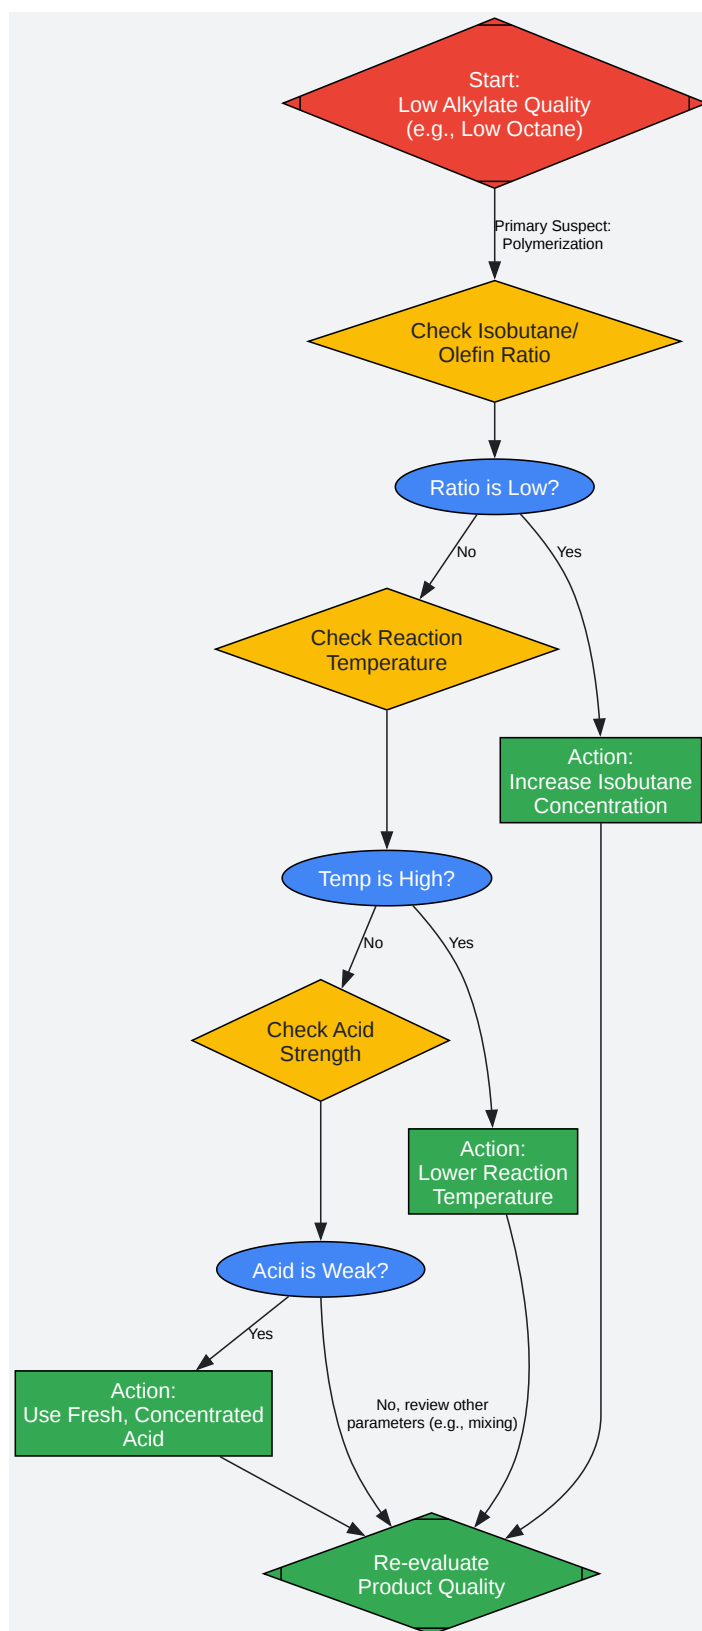 Start:
Low Alkylate Quality
(e.g., Low Octane)
Primary Suspect:
Polymerization
Check Isobutane/
Olefin Ratio
Ratio is Low?
No
Yes
Check Reaction
Temperature
Action:
Increase Isobutane
Concentration
Temp is High?
No
Yes
Check Acid
Strength
Action:
Lower Reaction
Temperature
Acid is Weak?
Yes
Action:
Use Fresh, Concentrated
Acid
No, review other
parameters (e.g., mixing)
Re-evaluate
Product Quality